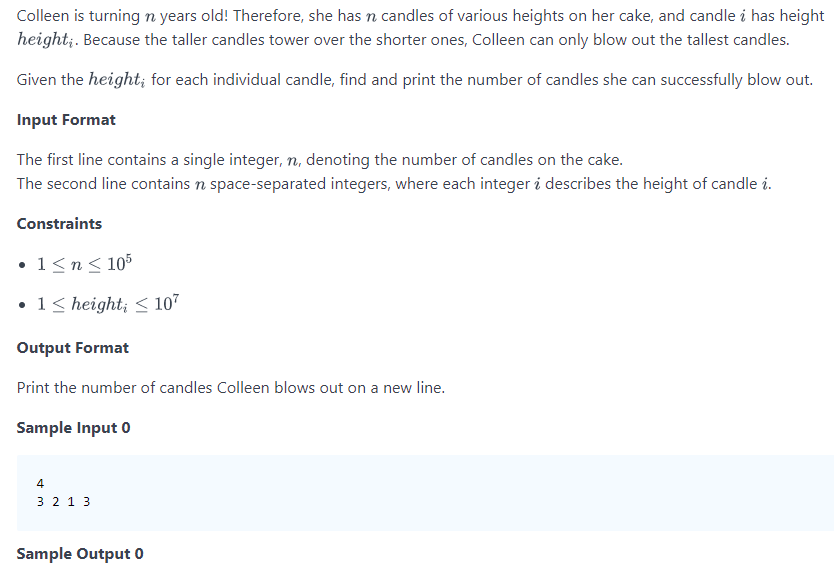 Colleen is turning n years old! Therefore, she has n candles of various heights on her cake, and candle i has height
height_i. Because the taller candles tower over the shorter ones, Colleen can only blow out the tallest candles.
Given the height_i for each individual candle, find and print the number of candles she can successfully blow out.
Input Format
The first line contains a single integer, n, denoting the number of candles on the cake.
The second line contains n space-separated integers, where each integer i describes the height of candle i.
Constraints
• 1 ≤ n ≤ 10⁵
• 1 ≤ height_i ≤ 10⁷
Output Format
Print the number of candles Colleen blows out on a new line.
Sample Input 0
4
3 2 1 3
Sample Output 0